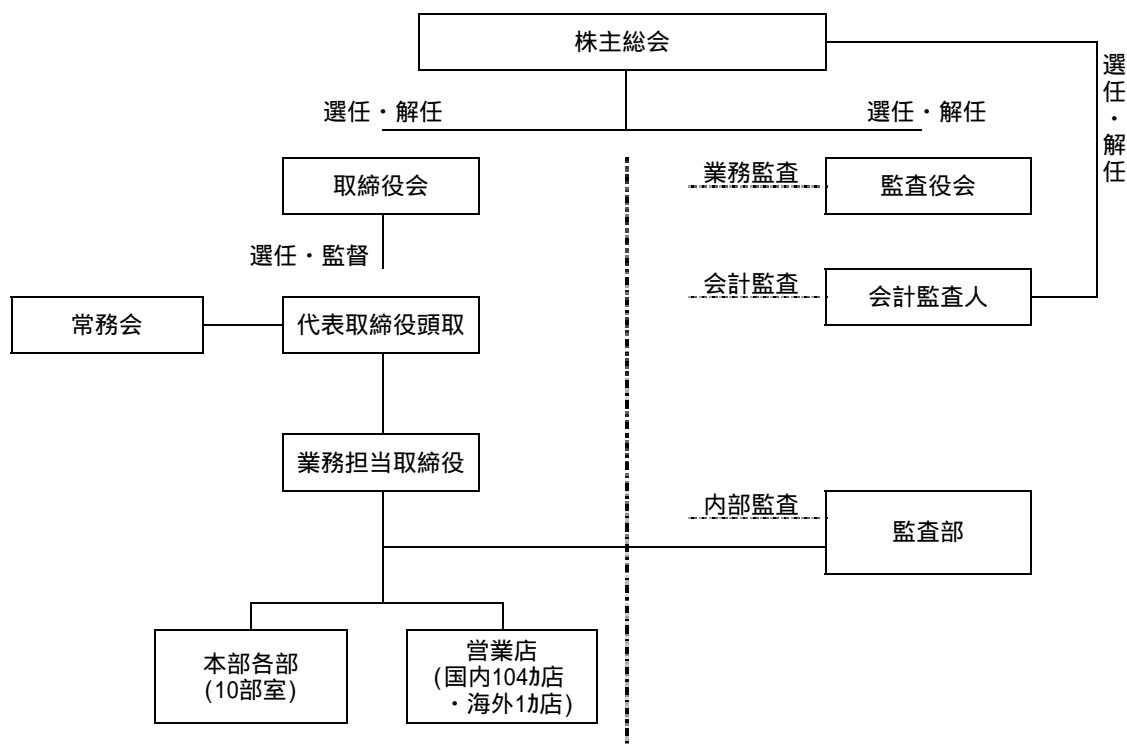 株主総会
選任・解任
選任・解任
選任・解任
取締役会
業務監査
監査役会
選任・監督
会計監査
会計監査人
常務会
代表取締役頭取
業務担当取締役
内部監査
監査部
本部各部
(10部室)
営業店
(国内104ｶ店
・海外1ｶ店)